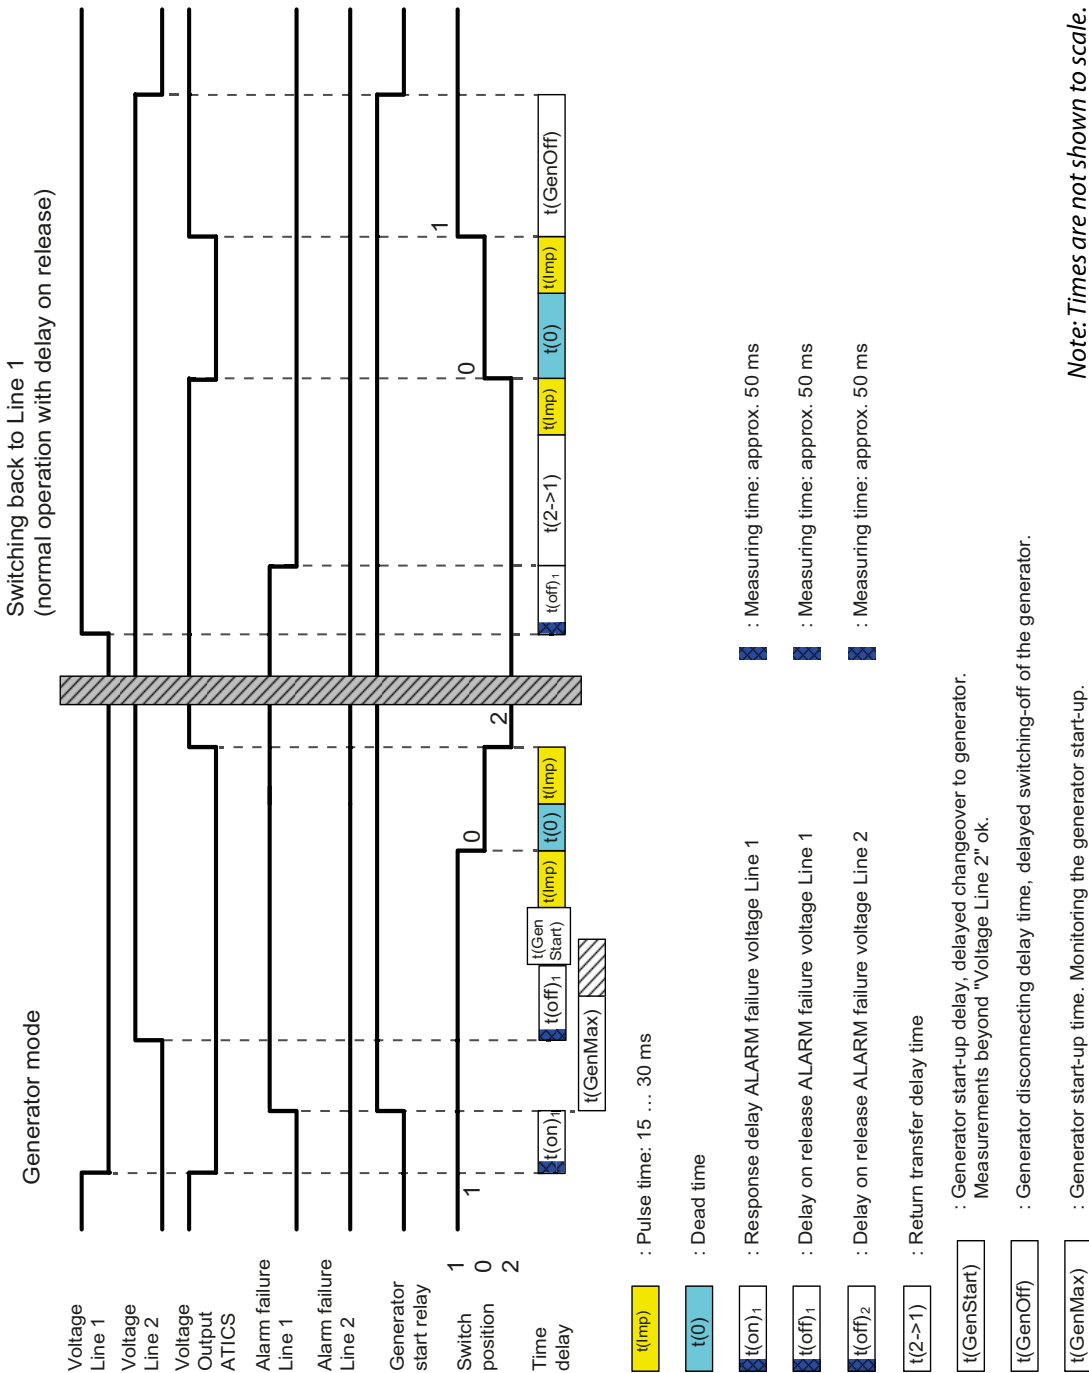 Generator mode
Switching back to Line 1
(normal operation with delay on release)
Voltage
Line 1
Voltage
Line 2
Voltage
Output
ATICS
Alarm failure
Line 1
Alarm failure
Line 2
Generator
start relay
Switch
position
1
0
2
1
0
2
0
1
Time
delay
t(on)1
t(off)1
t(Gen
Start)
t(Imp)
t(0)
t(Imp)
t(off)1
t(2->1)
t(Imp)
t(0)
t(Imp)
t(GenOff)
t(GenMax)
t(Imp) : Pulse time: 15 … 30 ms
t(0) : Dead time
t(on)1 : Response delay ALARM failure voltage Line 1 : Measuring time: approx. 50 ms
t(off)1 : Delay on release ALARM failure voltage Line 1 : Measuring time: approx. 50 ms
t(off)2 : Delay on release ALARM failure voltage Line 2 : Measuring time: approx. 50 ms
t(2->1) : Return transfer delay time
t(GenStart) : Generator start-up delay, delayed changeover to generator.
Measurements beyond "Voltage Line 2" ok.
t(GenOff) : Generator disconnecting delay time, delayed switching-off of the generator.
t(GenMax) : Generator start-up time. Monitoring the generator start-up.
Note: Times are not shown to scale.